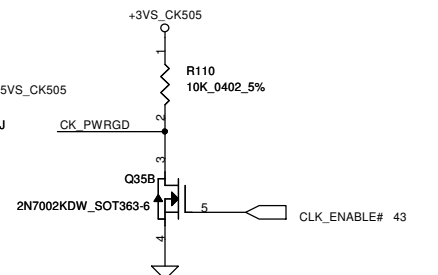 +3VS_CK505
1
R110
10K_0402_5%
5VS_CK505
2
J
CK_PWRGD
3
Q35B
2N7002KDW_SOT363-6
5
CLK_ENABLE# 43
4